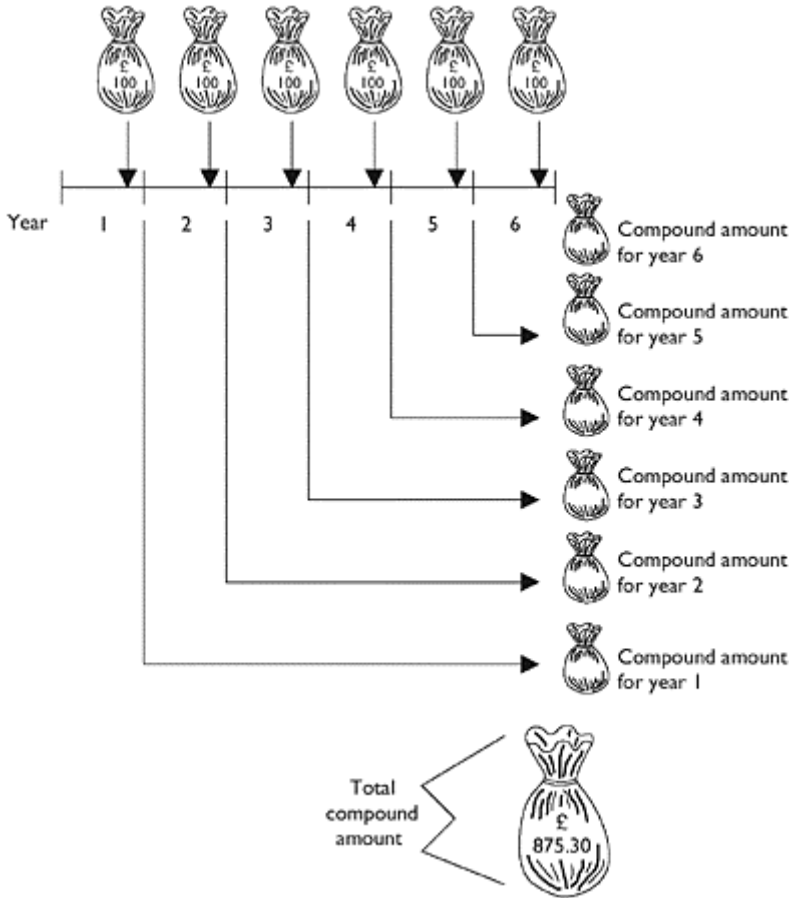 £ £ £ £ £ £
100 100 100 100 100 100
Year 1 2 3 4 5 6
Compound amount
for year 6
Compound amount
for year 5
Compound amount
for year 4
Compound amount
for year 3
Compound amount
for year 2
Compound amount
for year 1
Total
compound
amount
£
875.30